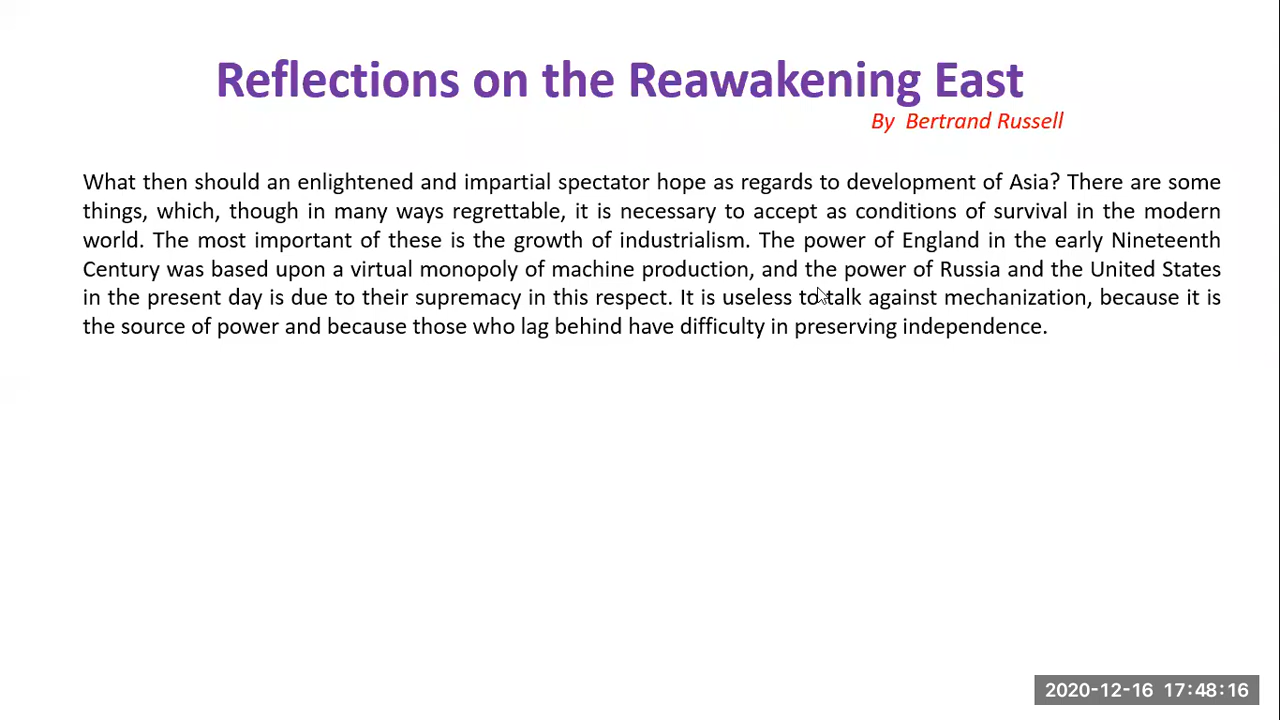 Reflections on the Reawakening East
By Bertrand Russell
What then should an enlightened and impartial spectator hope as regards to development of Asia? There are some
things, which, though in many ways regrettable, it is necessary to accept as conditions of survival in the modern
world. The most important of these is the growth of industrialism. The power of England in the early Nineteenth
Century was based upon a virtual monopoly of machine production, and the power of Russia and the United States
in the present day is due to their supremacy in this respect. It is useless to talk against mechanization, because it is
the source of power and because those who lag behind have difficulty in preserving independence.
2020-12-16 17:48:16